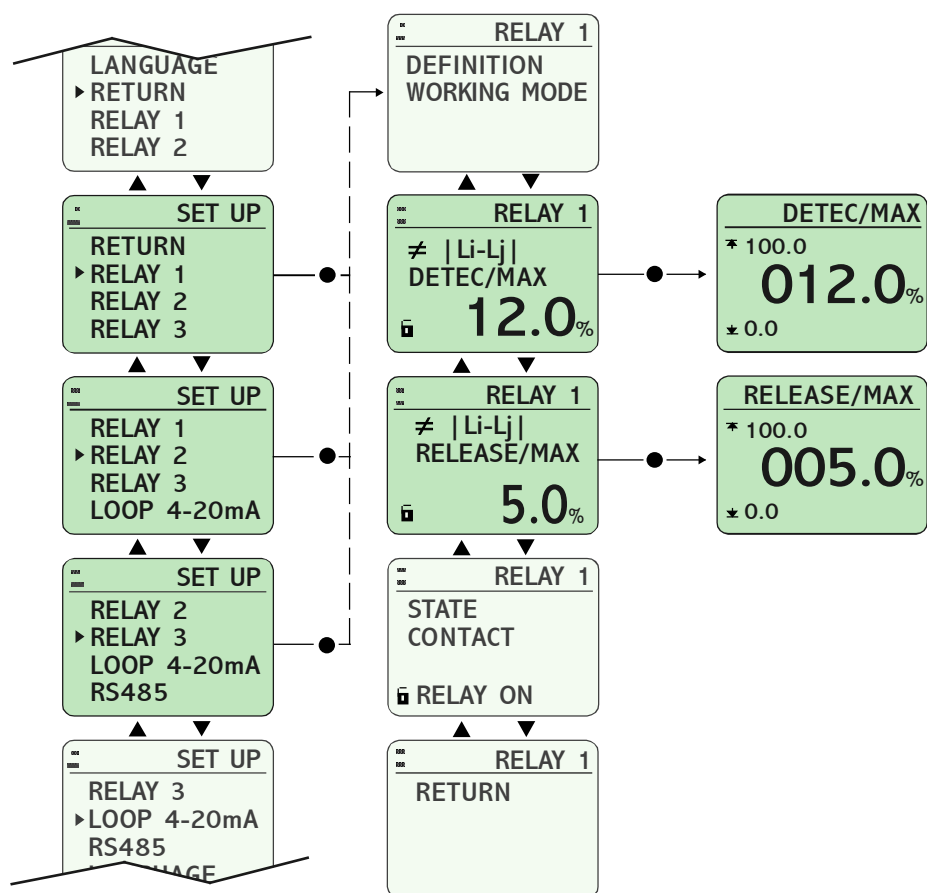 LANGUAGE
RETURN
RELAY 1
RELAY 2
SET UP
RETURN
RELAY 1
RELAY 2
RELAY 3
SET UP
RELAY 1
RELAY 2
RELAY 3
LOOP 4-20mA
SET UP
RELAY 2
RELAY 3
LOOP 4-20mA
RS485
SET UP
RELAY 3
LOOP 4-20mA
RS485
RELAY 1
DEFINITION
WORKING MODE
RELAY 1
≠ |Li-Lj|
DETEC/MAX
12.0%
RELAY 1
≠ |Li-Lj|
RELEASE/MAX
5.0%
RELAY 1
STATE
CONTACT
RELAY ON
RELAY 1
RETURN
DETEC/MAX
100.0
012.0%
0.0
RELEASE/MAX
100.0
005.0%
0.0